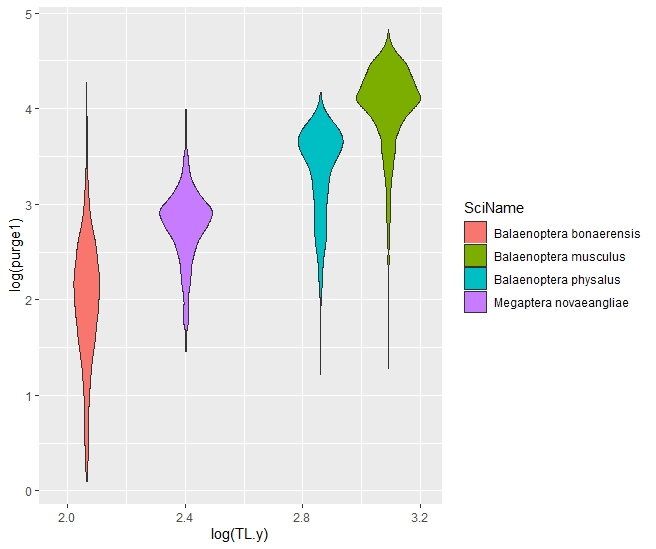 5
4
3
2
1
0
log(purge1)
2.0
2.4
2.8
3.2
log(TL.y)
SciName
Balaenoptera bonaerensis
Balaenoptera musculus
Balaenoptera physalus
Megaptera novaeangliae